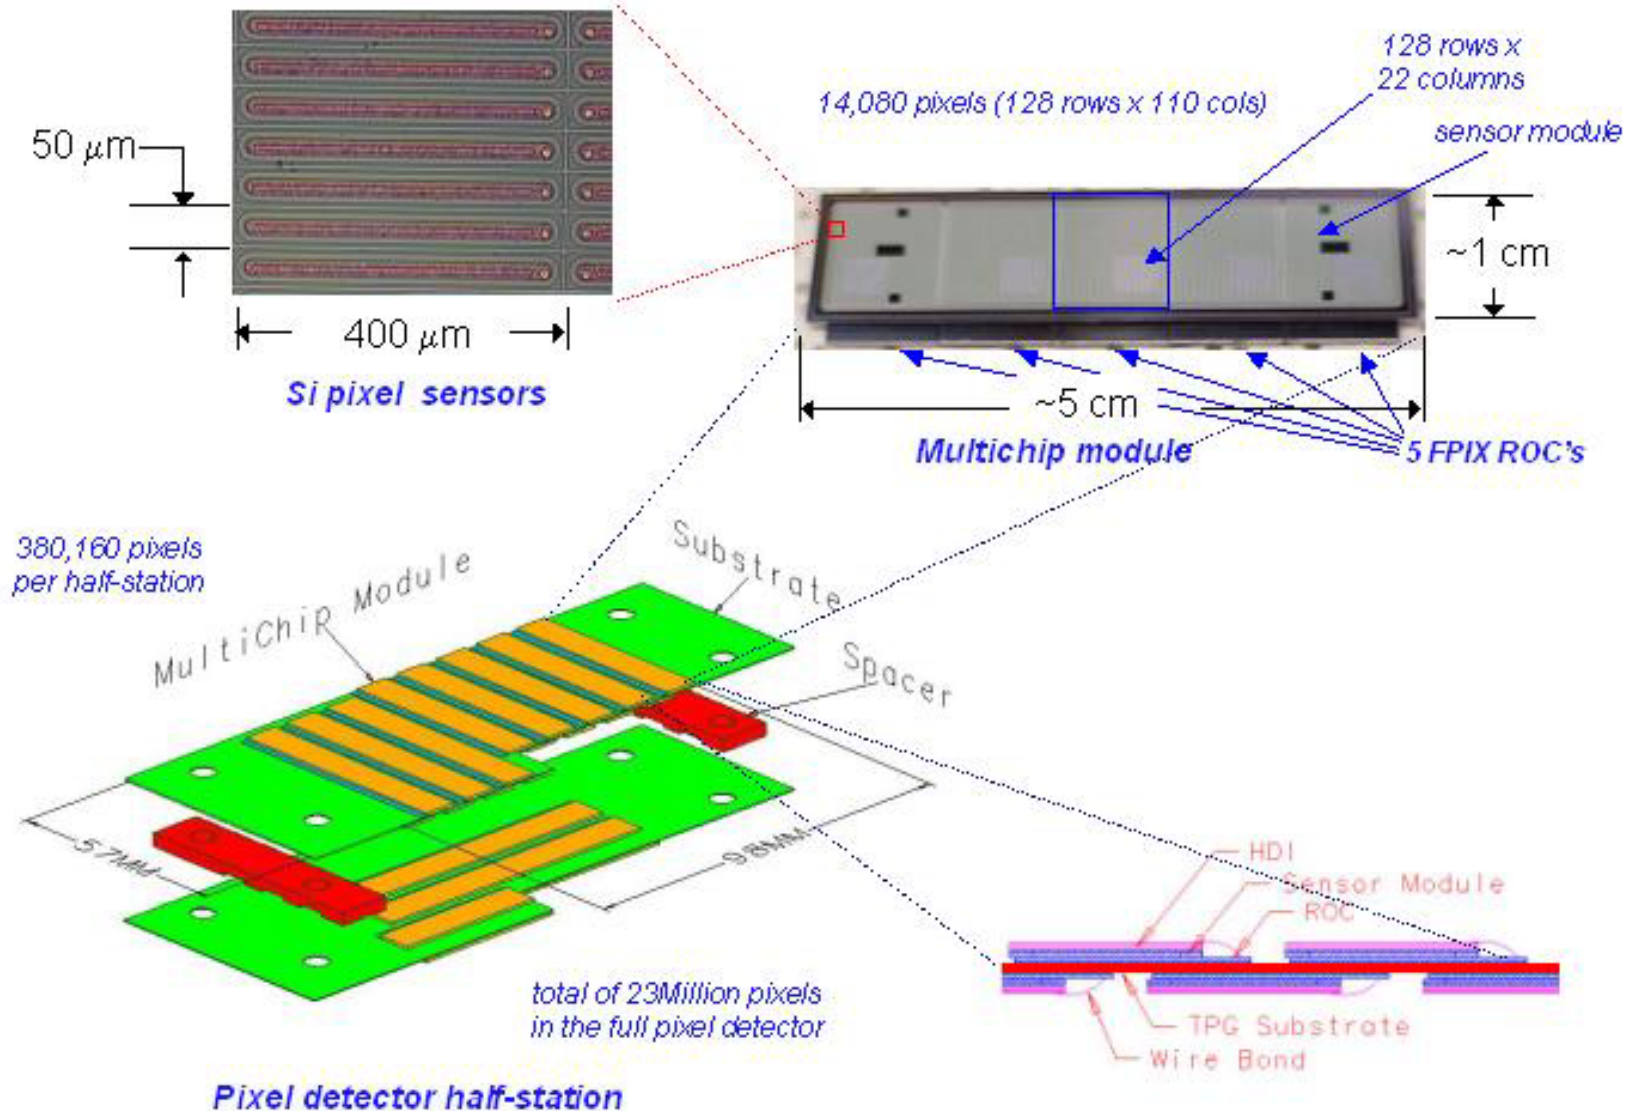 128 rows x
22 columns
14,080 pixels (128 rows x 110 cols)
sensor module
50 μm
~1 cm
400 μm
Si pixel sensors
~5 cm
Multichip module
5 FPIX ROC's
380,160 pixels
per half-station
Substrate
MultiChip Module
Spacer
57MM
98MM
HDI
Sensor Module
ROC
total of 23Million pixels
in the full pixel detector
TPG Substrate
Wire Bond
Pixel detector half-station